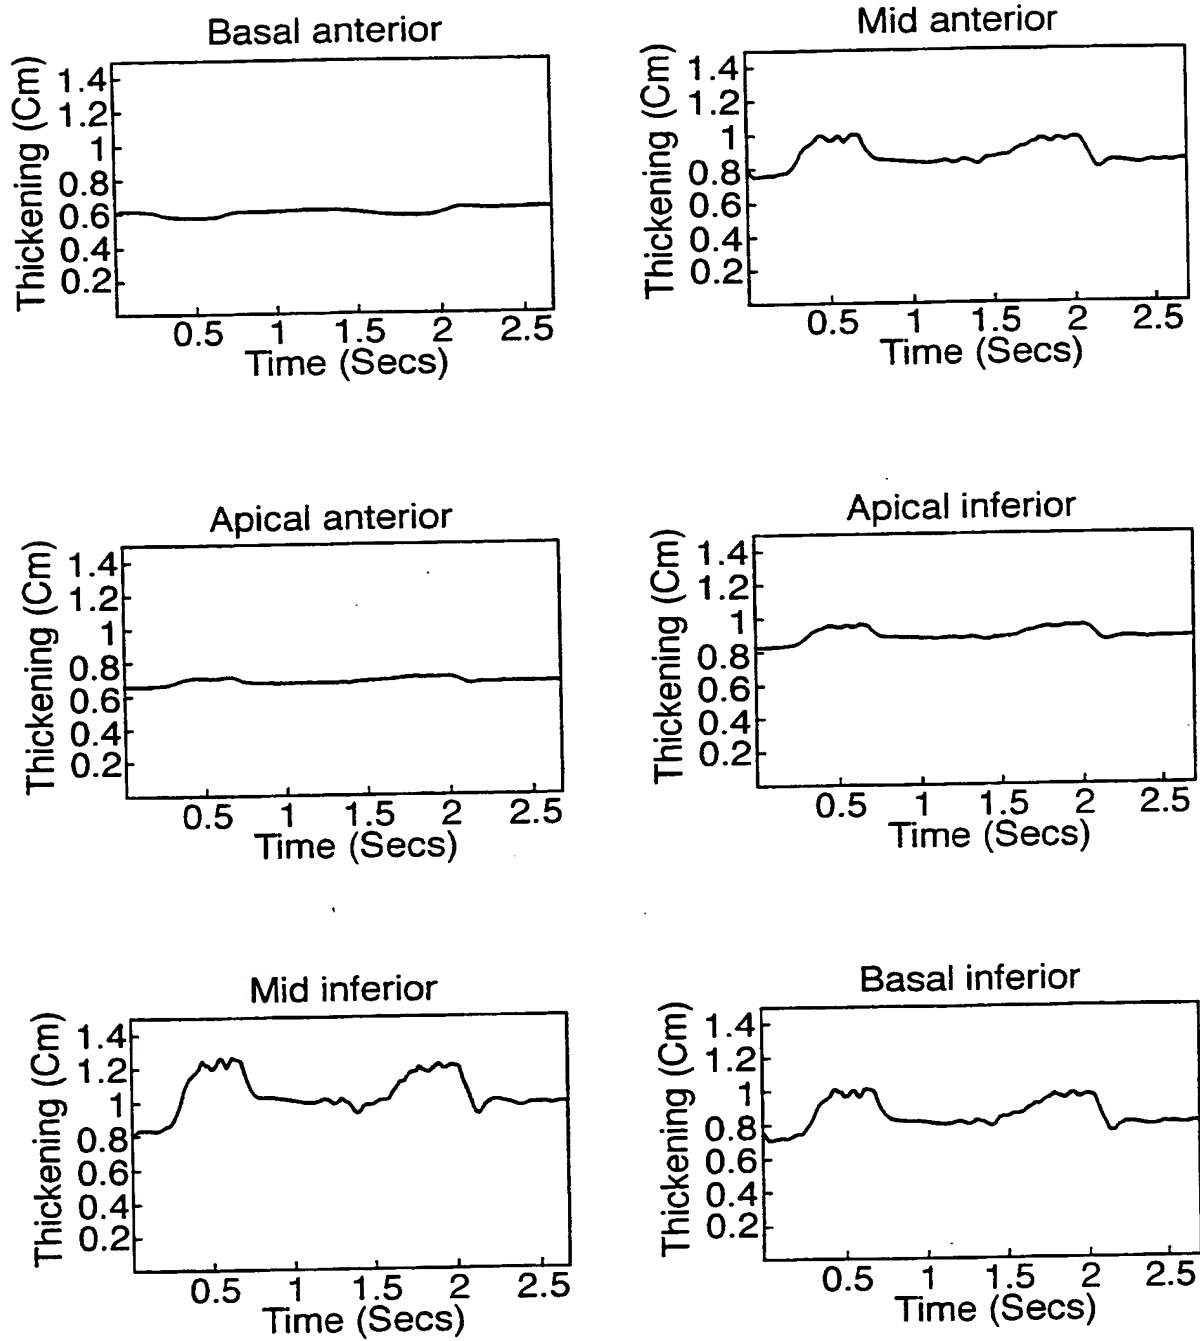 Basal anterior
Thickening (Cm)
1.4
1.2
1
0.8
0.6
0.4
0.2
0.5 1 1.5 2 2.5
Time (Secs)
Mid anterior
Thickening (Cm)
1.4
1.2
1
0.8
0.6
0.4
0.2
0.5 1 1.5 2 2.5
Time (Secs)
Apical anterior
Thickening (Cm)
1.4
1.2
1
0.8
0.6
0.4
0.2
0.5 1 1.5 2 2.5
Time (Secs)
Apical inferior
Thickening (Cm)
1.4
1.2
1
0.8
0.6
0.4
0.2
0.5 1 1.5 2 2.5
Time (Secs)
Mid inferior
Thickening (Cm)
1.4
1.2
1
0.8
0.6
0.4
0.2
0.5 1 1.5 2 2.5
Time (Secs)
Basal inferior
Thickening (Cm)
1.4
1.2
1
0.8
0.6
0.4
0.2
0.5 1 1.5 2 2.5
Time (Secs)